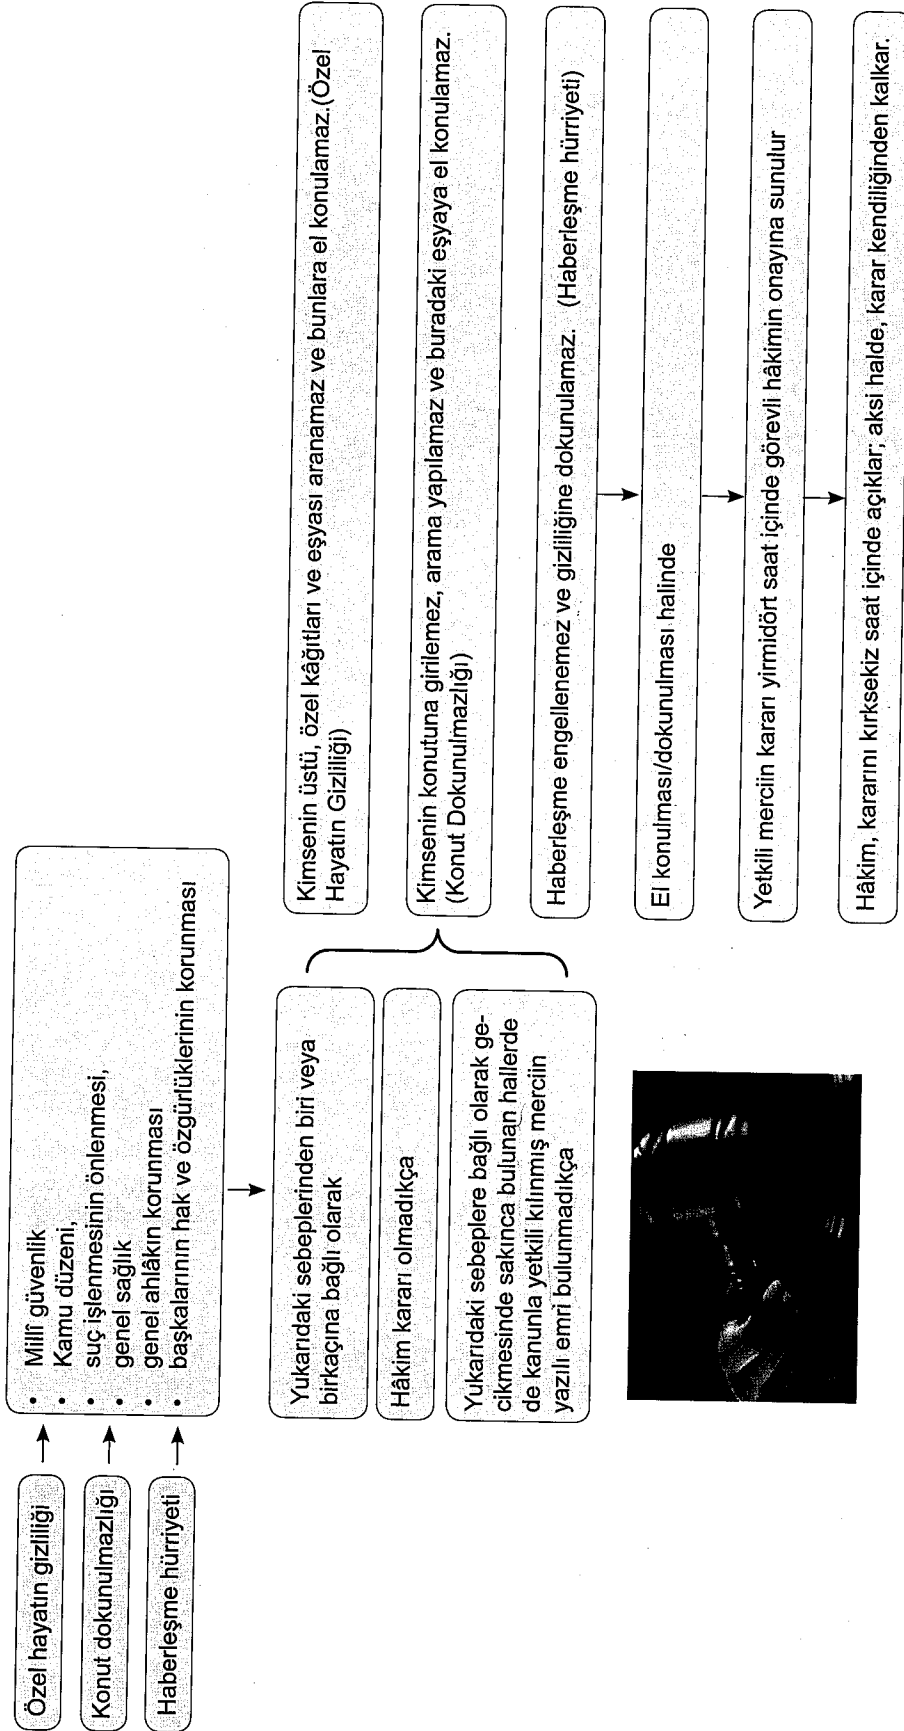 Özel hayatın gizliliği
Konut dokunulmazlığı
Haberleşme hürriyeti
• Millî güvenlik
• Kamu düzeni,
• suç işlenmesinin önlenmesi,
• genel sağlık
• genel ahlâkın korunması
• başkalarının hak ve özgürlüklerinin korunması
Yukarıdaki sebeplerinden biri veya
birkaçına bağlı olarak
Hâkim kararı olmadıkça
Yukarıdaki sebeplere bağlı olarak ge-
cikmesinde sakınca bulunan hallerde
de kanunla yetkili kılınmış merciin
yazılı emri bulunmadıkça
Kimsenin üstü, özel kâğıtları ve eşyası aranamaz ve bunlara el konulamaz.(Özel
Hayatın Gizliliği)
Kimsenin konutuna girilemez, arama yapılamaz ve buradaki eşyaya el konulamaz.
(Konut Dokunulmazlığı)
Haberleşme engellenemez ve gizliliğine dokunulamaz. (Haberleşme hürriyeti)
El konulması/dokunulması halinde
Yetkili merciin kararı yirmidört saat içinde görevli hâkimin onayına sunulur
Hâkim, kararını kırksekiz saat içinde açıklar; aksi halde, karar kendiliğinden kalkar.